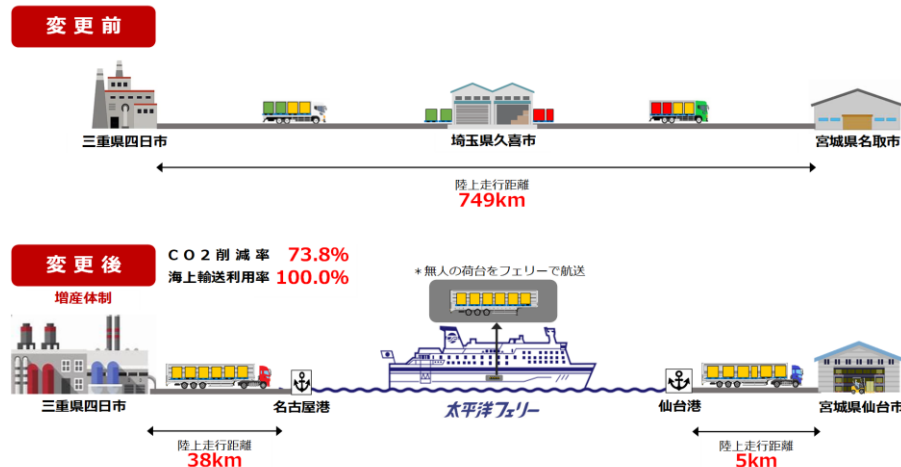 変更前
三重県四日市
埼玉県久喜市
宮城県名取市
陸上走行距離
749km
変更後
CO2削減率 73.8%
海上輸送利用率 100.0%
増産体制
*無人の荷台をフェリーで航送
三重県四日市
名古屋港
太平洋フェリー
仙台港
宮城県仙台市
陸上走行距離
38km
陸上走行距離
5km